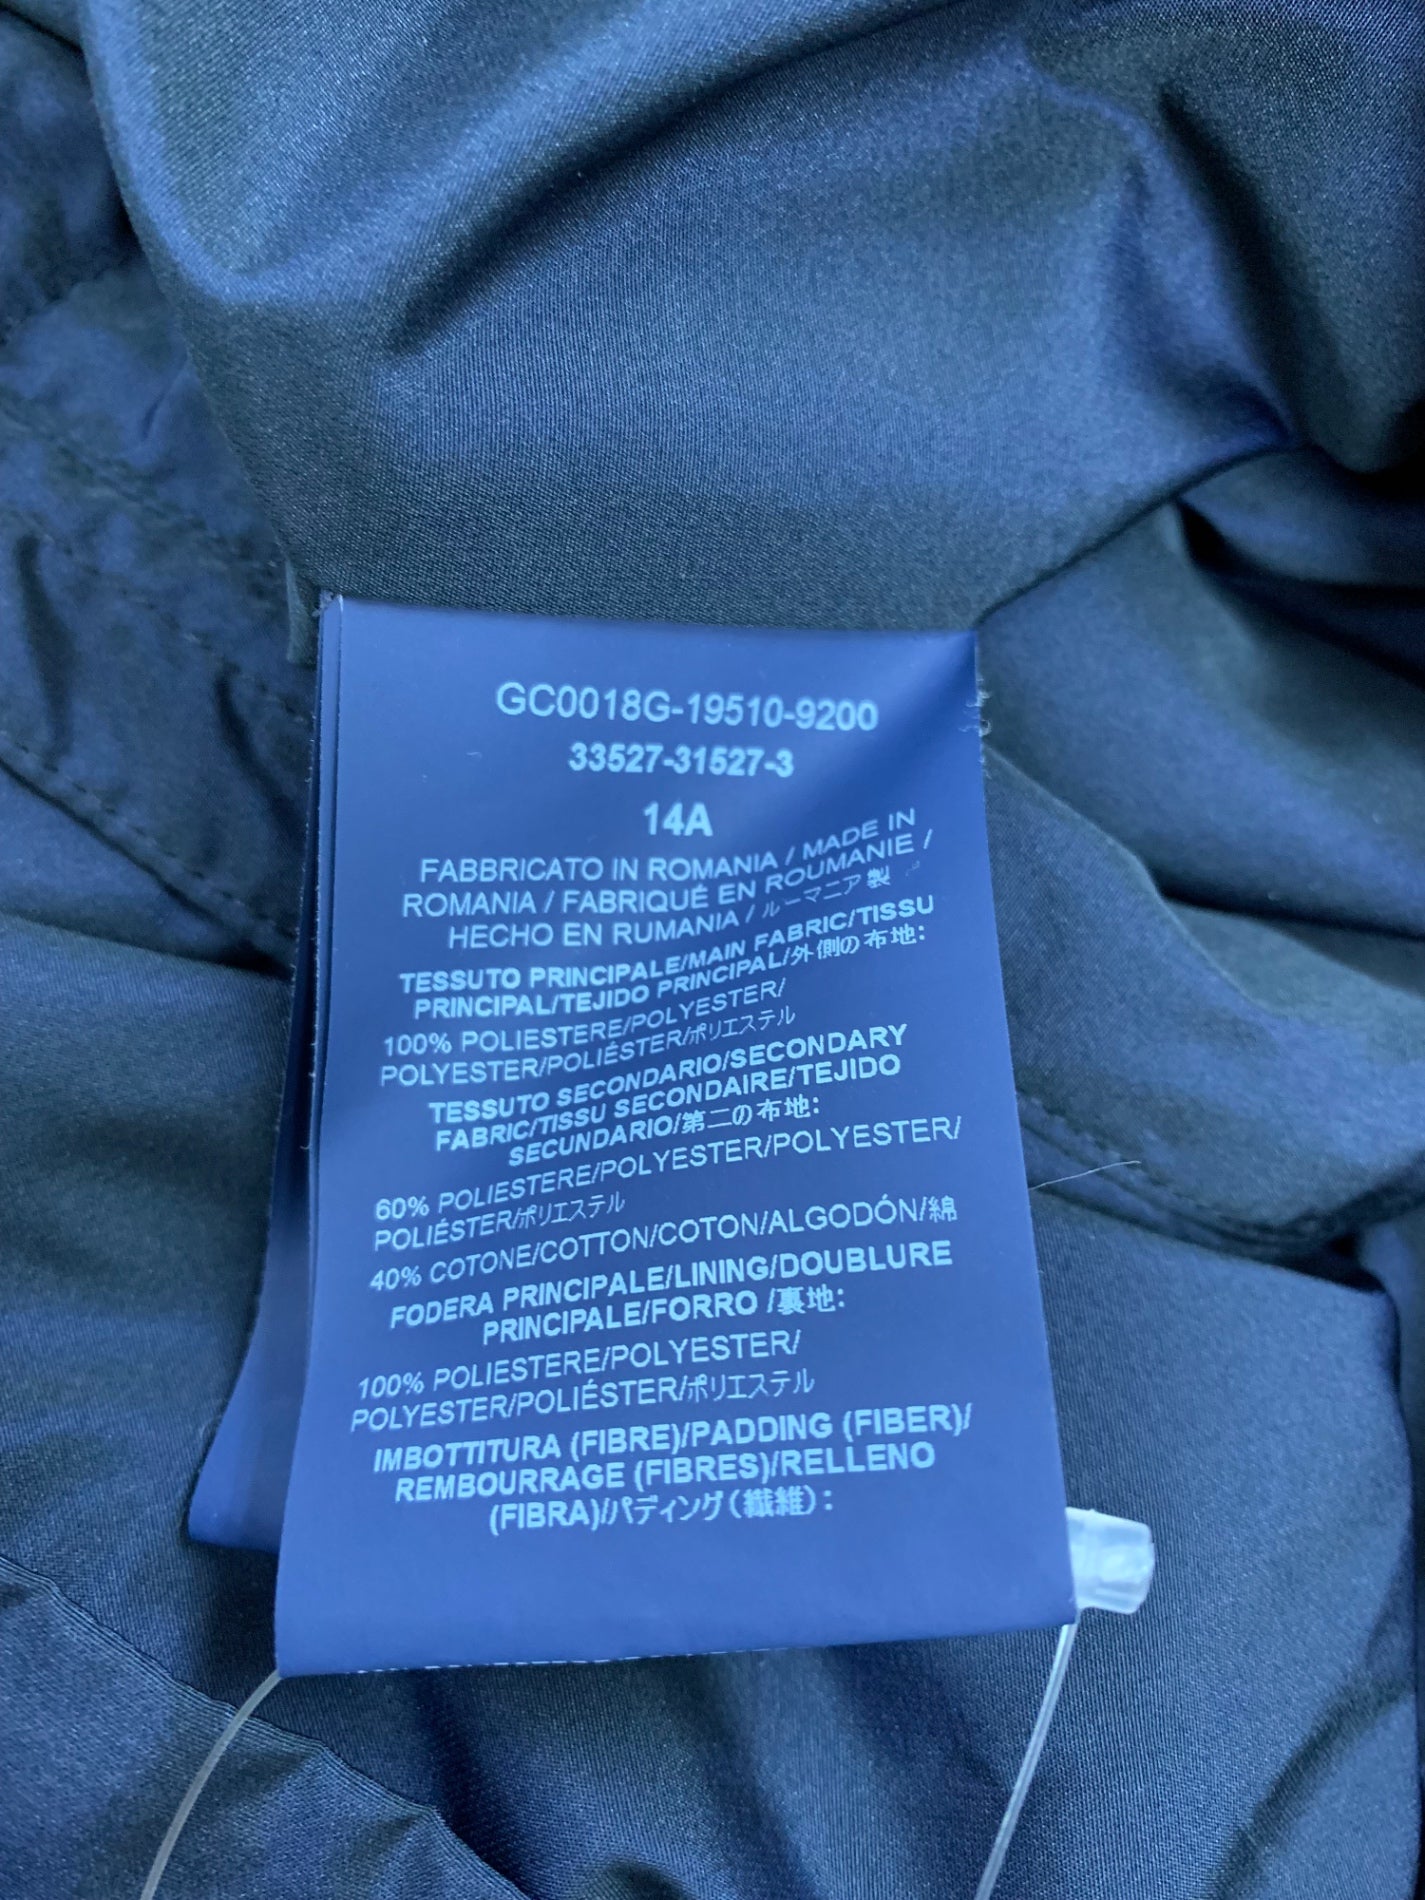 GC0018G-19510-9200
33527-31527-3
14A
FABBRICATO IN ROMANIA / MADE IN
ROMANIA / FABRIQUÉ EN ROUMANIE /
HECHO EN RUMANIA / ルーマニア製
TESSUTO PRINCIPALE/MAIN FABRIC/TISSU
PRINCIPAL/TEJIDO PRINCIPAL/外側の布地:
100% POLIESTERE/POLYESTER/
POLYESTER/POLIÉSTER/ポリエステル
TESSUTO SECONDARIO/SECONDARY
FABRIC/TISSU SECONDAIRE/TEJIDO
SECUNDARIO/第二の布地:
60% POLIESTERE/POLYESTER/POLYESTER/
POLIÉSTER/ポリエステル
40% COTONE/COTTON/COTON/ALGODÓN/綿
FODERA PRINCIPALE/LINING/DOUBLURE
PRINCIPALE/FORRO /裏地:
100% POLIESTERE/POLYESTER/
POLYESTER/POLIÉSTER/ポリエステル
IMBOTTITURA (FIBRE)/PADDING (FIBER)/
REMBOURRAGE (FIBRES)/RELLENO
(FIBRA)/パディング(繊維):